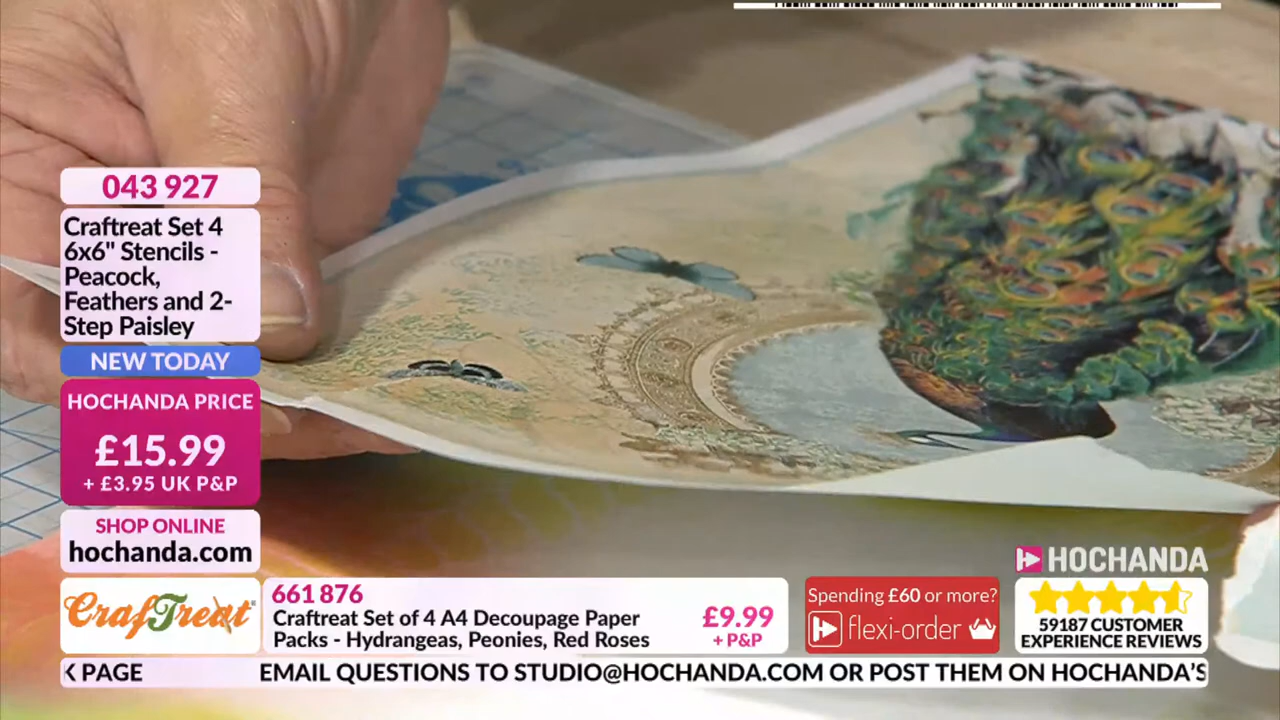 043 927
Craftreat Set 4
6x6" Stencils -
Peacock,
Feathers and 2-
Step Paisley
NEW TODAY
HOCHANDA PRICE
£15.99
+ £3.95 UK P&P
SHOP ONLINE
hochanda.com
HOCHANDA
CrafTreat
661 876
Craftreat Set of 4 A4 Decoupage Paper
Packs - Hydrangeas, Peonies, Red Roses
£9.99
+ P&P
Spending £60 or more?
flexi-order
59187 CUSTOMER
EXPERIENCE REVIEWS
K PAGE EMAIL QUESTIONS TO STUDIO@HOCHANDA.COM OR POST THEM ON HOCHANDA'S